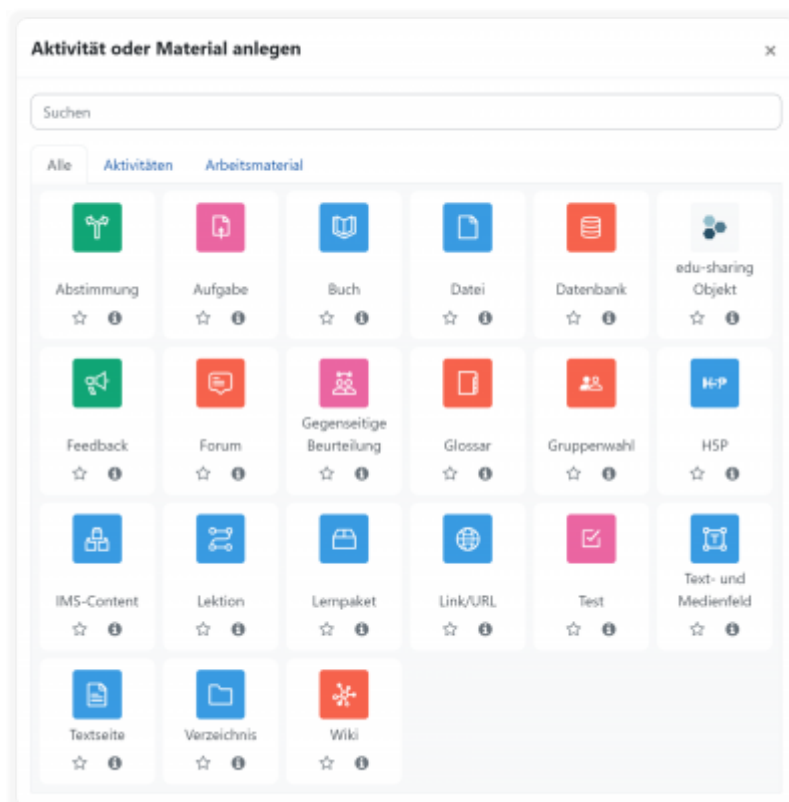 Aktivität oder Material anlegen ×
Suchen
Alle Aktivitäten Arbeitsmaterial
Abstimmung Aufgabe Buch Datei Datenbank edu-sharing
Objekt
Feedback Forum Gegenseitige
Beurteilung Glossar Gruppenwahl H5P
H5P
IMS-Content Lektion Lernpaket Link/URL Test Text- und
Medienfeld
Textseite Verzeichnis Wiki